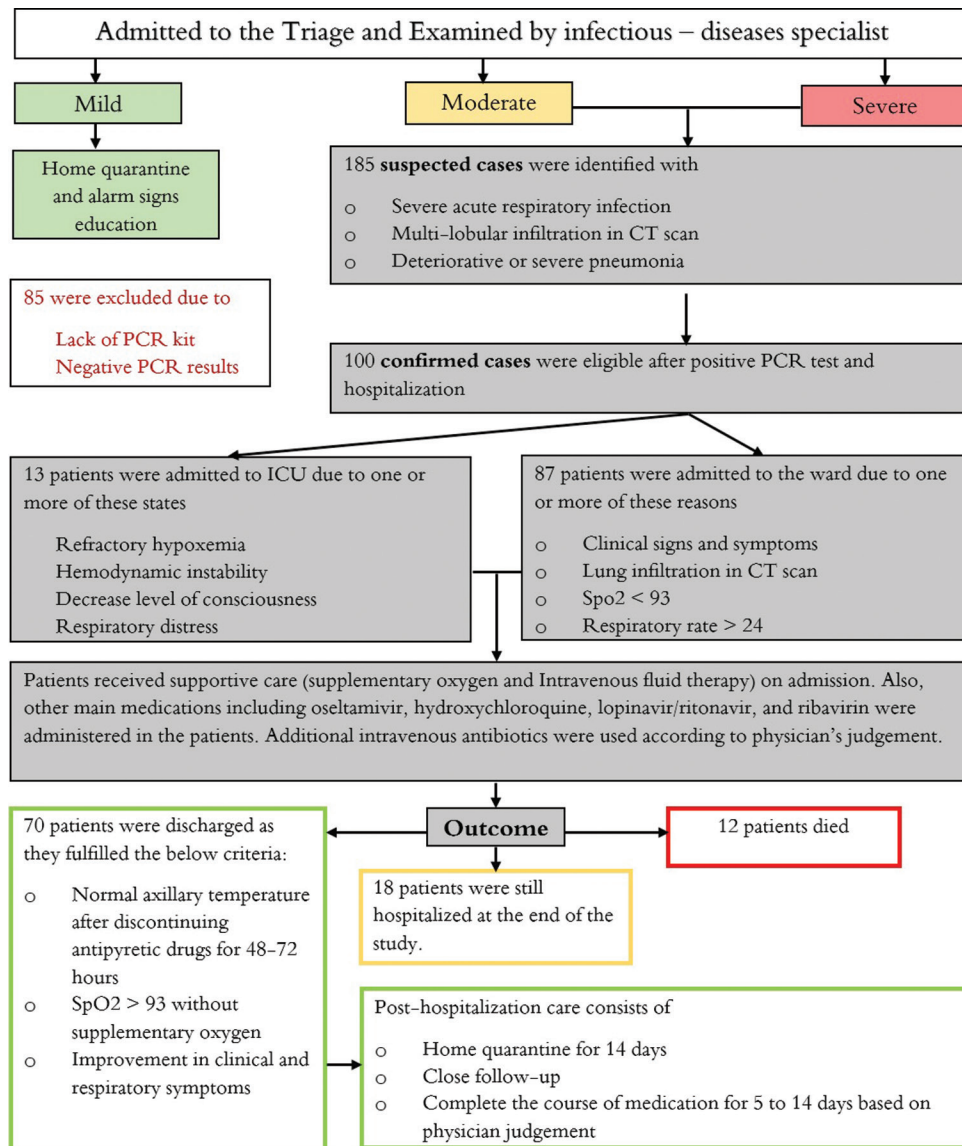 Admitted to the Triage and Examined by infectious – diseases specialist
Mild
Moderate
Severe
Home quarantine
and alarm signs
education
185 suspected cases were identified with
o Severe acute respiratory infection
o Multi-lobular infiltration in CT scan
o Deteriorative or severe pneumonia
85 were excluded due to
Lack of PCR kit
Negative PCR results
100 confirmed cases were eligible after positive PCR test and
hospitalization
13 patients were admitted to ICU due to one or
more of these states
Refractory hypoxemia
Hemodynamic instability
Decrease level of consciousness
Respiratory distress
87 patients were admitted to the ward due to one
or more of these reasons
o Clinical signs and symptoms
o Lung infiltration in CT scan
o Spo2 < 93
o Respiratory rate > 24
Patients received supportive care (supplementary oxygen and Intravenous fluid therapy) on admission. Also,
other main medications including oseltamivir, hydroxychloroquine, lopinavir/ritonavir, and ribavirin were
administered in the patients. Additional intravenous antibiotics were used according to physician's judgement.
Outcome
70 patients were discharged as
they fulfilled the below criteria:
o Normal axillary temperature
after discontinuing
antipyretic drugs for 48-72
hours
o SpO2 > 93 without
supplementary oxygen
o Improvement in clinical and
respiratory symptoms
12 patients died
18 patients were still
hospitalized at the end of the
study.
Post-hospitalization care consists of
o Home quarantine for 14 days
o Close follow-up
o Complete the course of medication for 5 to 14 days based on
physician judgement